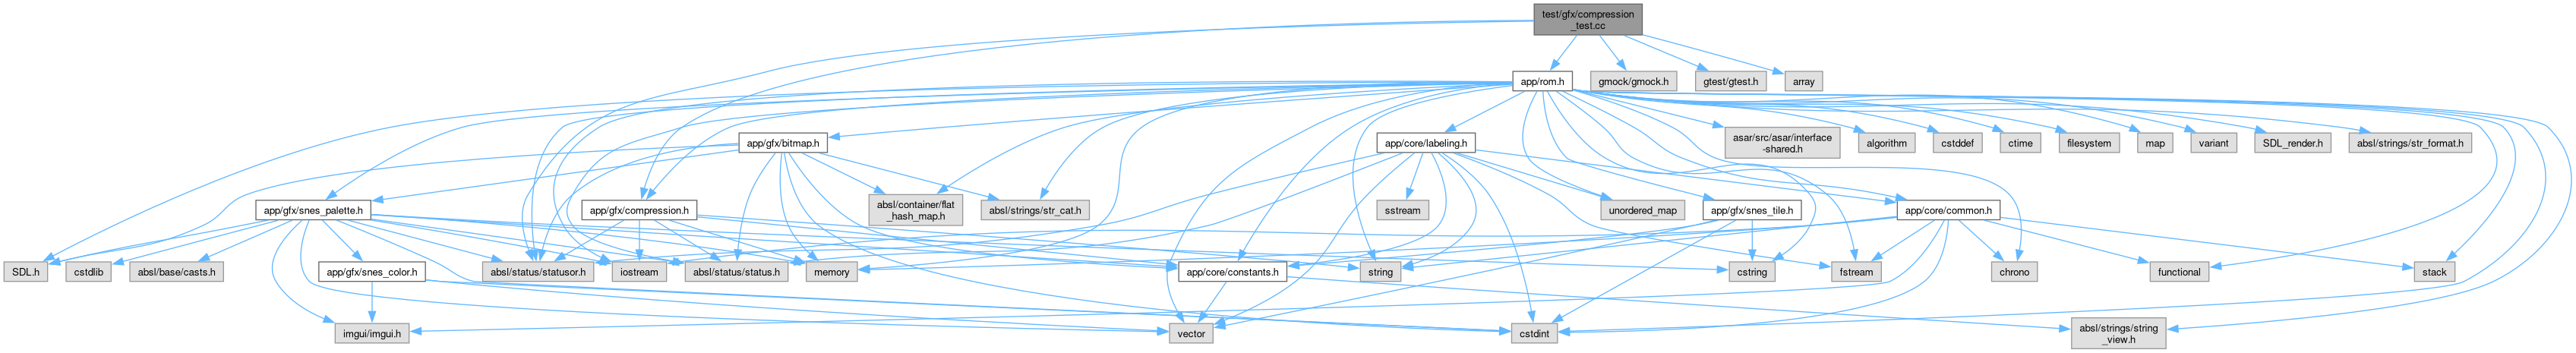 test/gfx/compression
_test.cc
app/rom.h
gmock/gmock.h
gtest/gtest.h
array
app/gfx/bitmap.h
app/core/labeling.h
asar/src/asar/interface
-shared.h
algorithm
cstddef
ctime
filesystem
map
variant
SDL_render.h
absl/strings/str_format.h
app/gfx/snes_palette.h
app/gfx/compression.h
absl/container/flat
_hash_map.h
absl/strings/str_cat.h
sstream
unordered_map
app/gfx/snes_tile.h
app/core/common.h
SDL.h
cstdlib
absl/base/casts.h
app/gfx/snes_color.h
absl/status/statusor.h
iostream
absl/status/status.h
memory
app/core/constants.h
string
cstring
fstream
chrono
functional
stack
imgui/imgui.h
vector
cstdint
absl/strings/string
_view.h